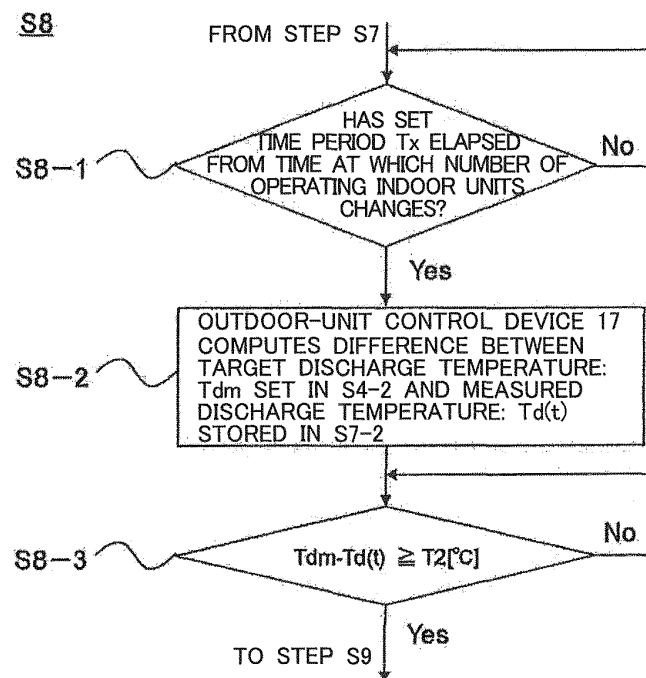 S8
FROM STEP S7
S8-1
HAS SET
TIME PERIOD Tx ELAPSED
FROM TIME AT WHICH NUMBER OF
OPERATING INDOOR UNITS
CHANGES?
No
Yes
S8-2
OUTDOOR-UNIT CONTROL DEVICE 17
COMPUTES DIFFERENCE BETWEEN
TARGET DISCHARGE TEMPERATURE:
Tdm SET IN S4-2 AND MEASURED
DISCHARGE TEMPERATURE: Td(t)
STORED IN S7-2
S8-3
Tdm-Td(t) ≧ T2[℃]
No
Yes
TO STEP S9